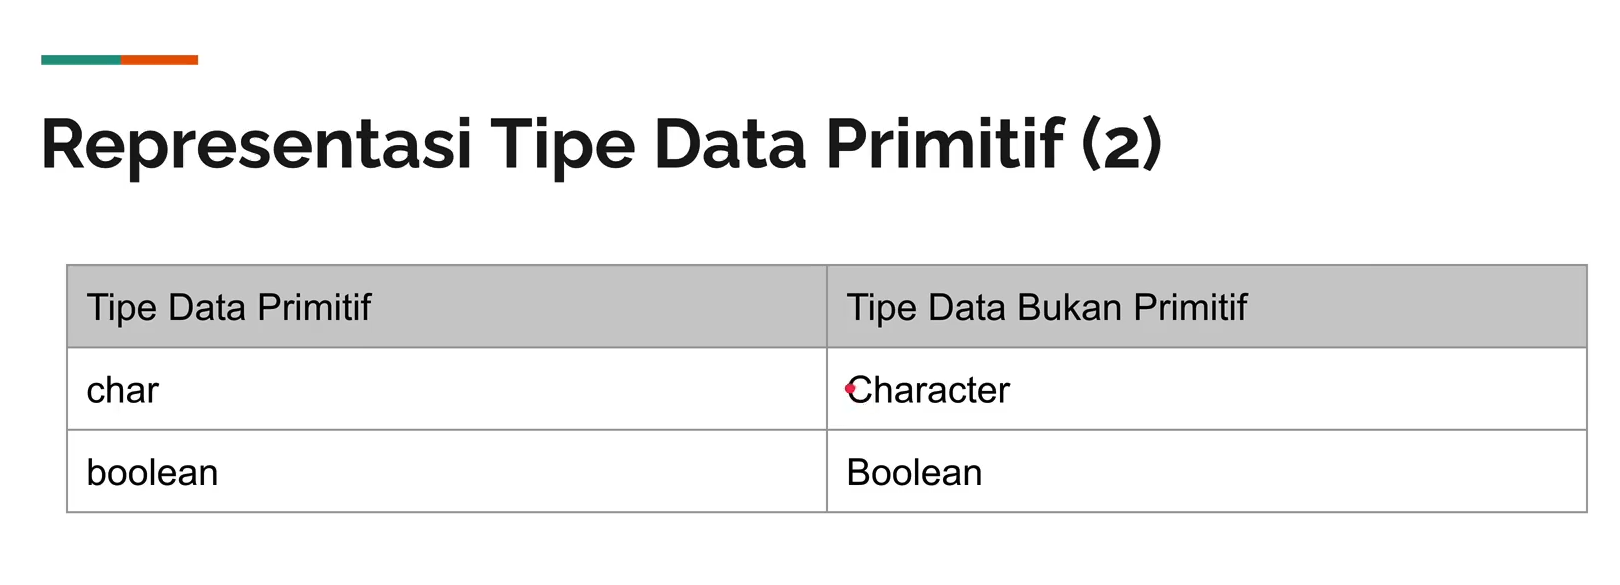 Representasi Tipe Data Primitif (2)
Tipe Data Primitif
Tipe Data Bukan Primitif
char
Character
boolean
Boolean